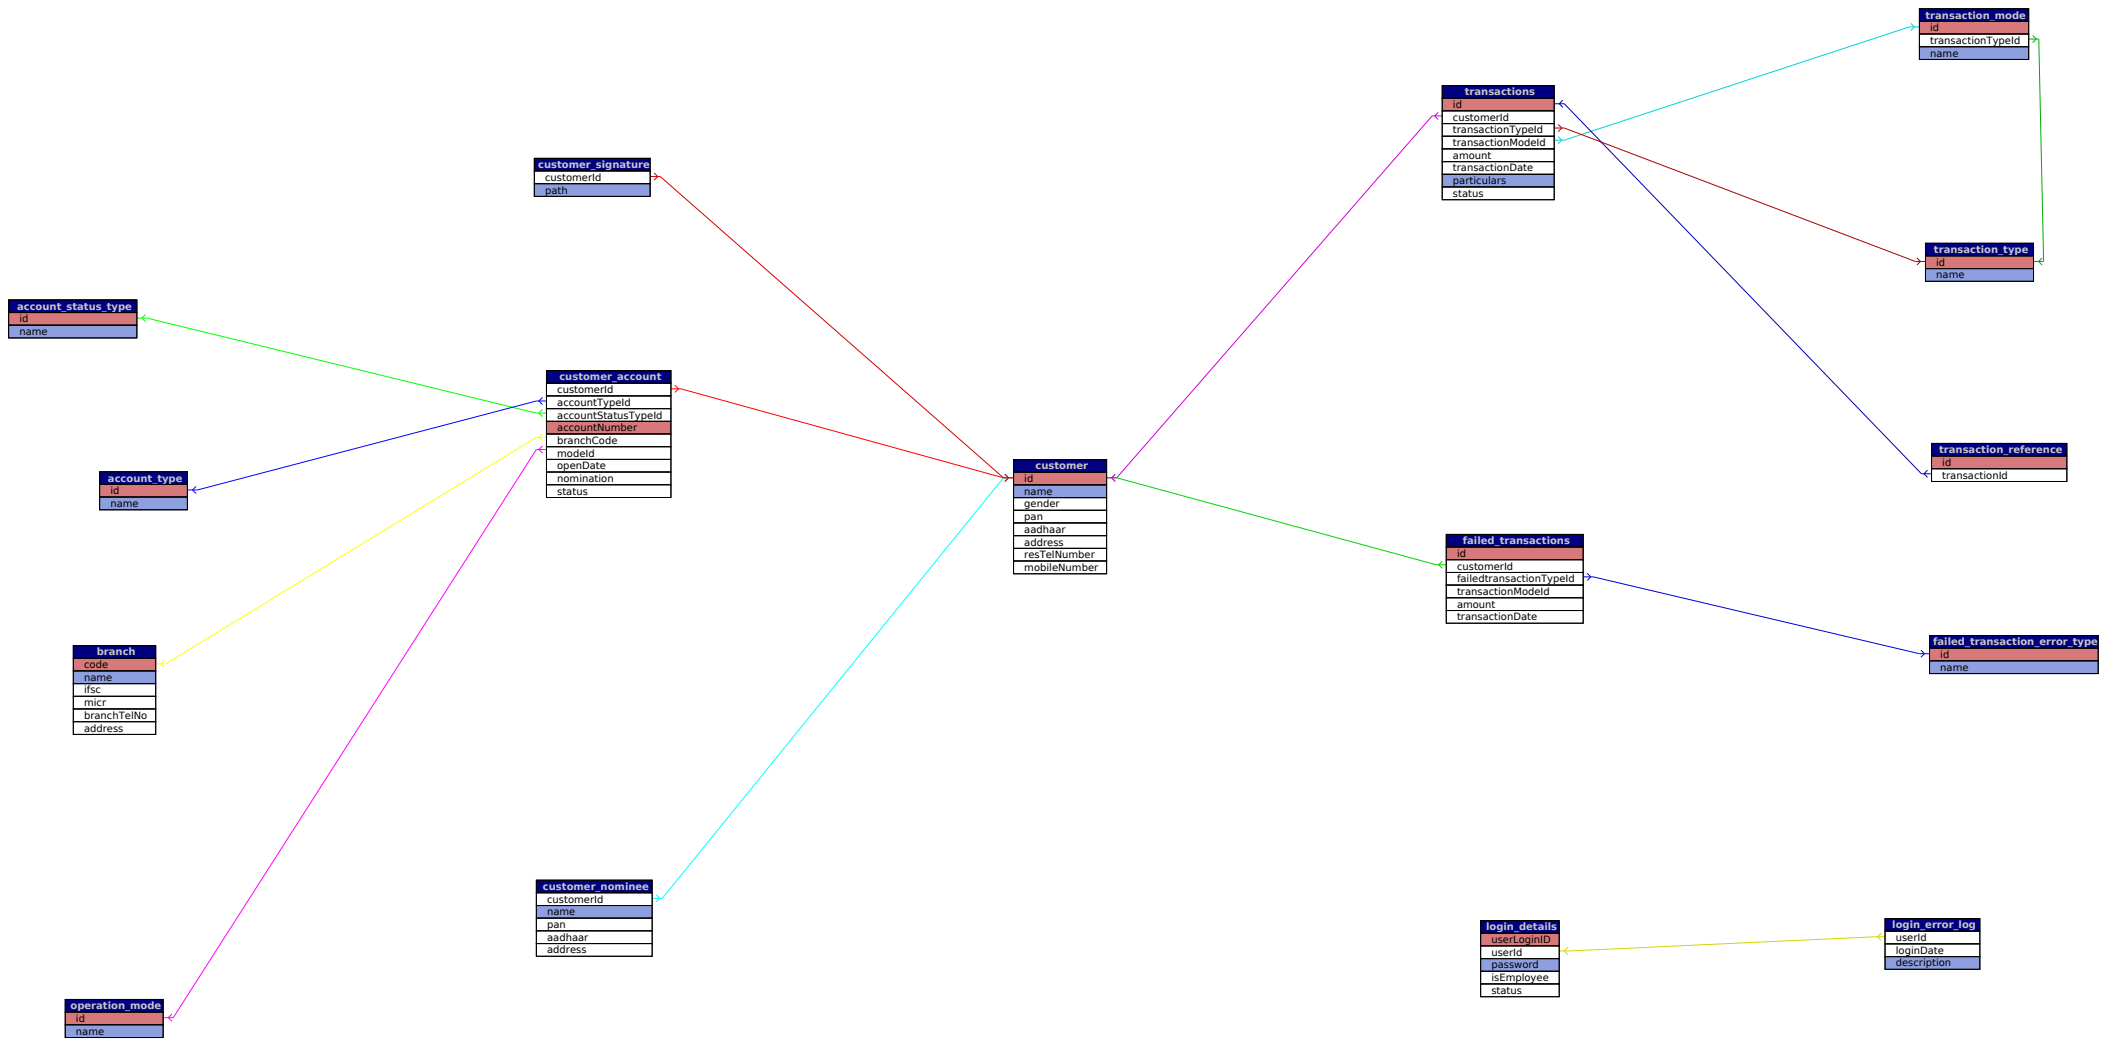 transaction_mode
id
transactionTypeId
name
transactions
id
customerId
transactionTypeId
transactionModeId
amount
transactionDate
particulars
status
customer_signature
customerId
path
transaction_type
id
name
account_status_type
id
name
customer_account
customerId
accountTypeId
accountStatusTypeId
accountNumber
branchCode
modeId
openDate
nomination
status
transaction_reference
id
transactionId
customer
id
name
gender
pan
aadhaar
address
resTelNumber
mobileNumber
account_type
id
name
failed_transactions
id
customerId
failedtransactionTypeId
transactionModeId
amount
transactionDate
failed_transaction_error_type
id
name
branch
code
name
ifsc
micr
branchTelNo
address
customer_nominee
customerId
name
pan
aadhaar
address
login_details
userLoginID
userId
password
isEmployee
status
login_error_log
userId
loginDate
description
operation_mode
id
name